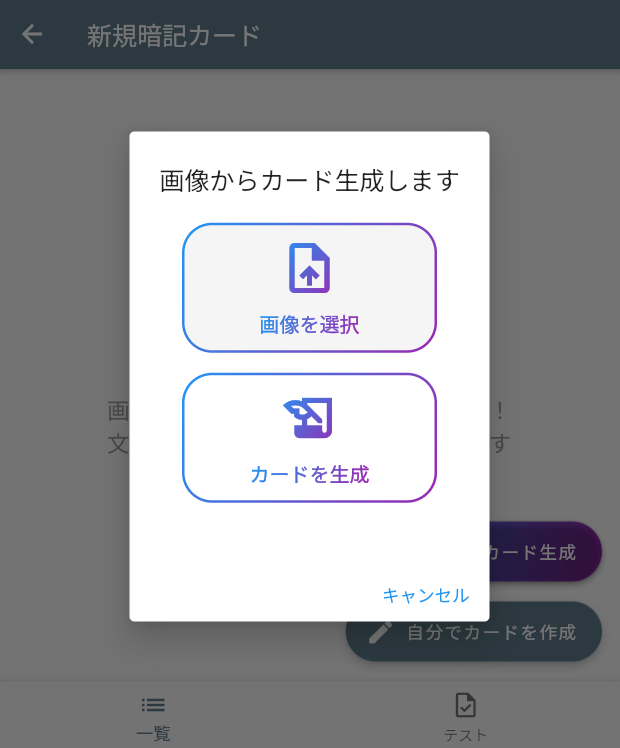 新規暗記カード
画像からカード生成します
画像を選択
画 ！
文 す
カードを生成
カード生成
キャンセル
自分でカードを作成
一覧
テスト